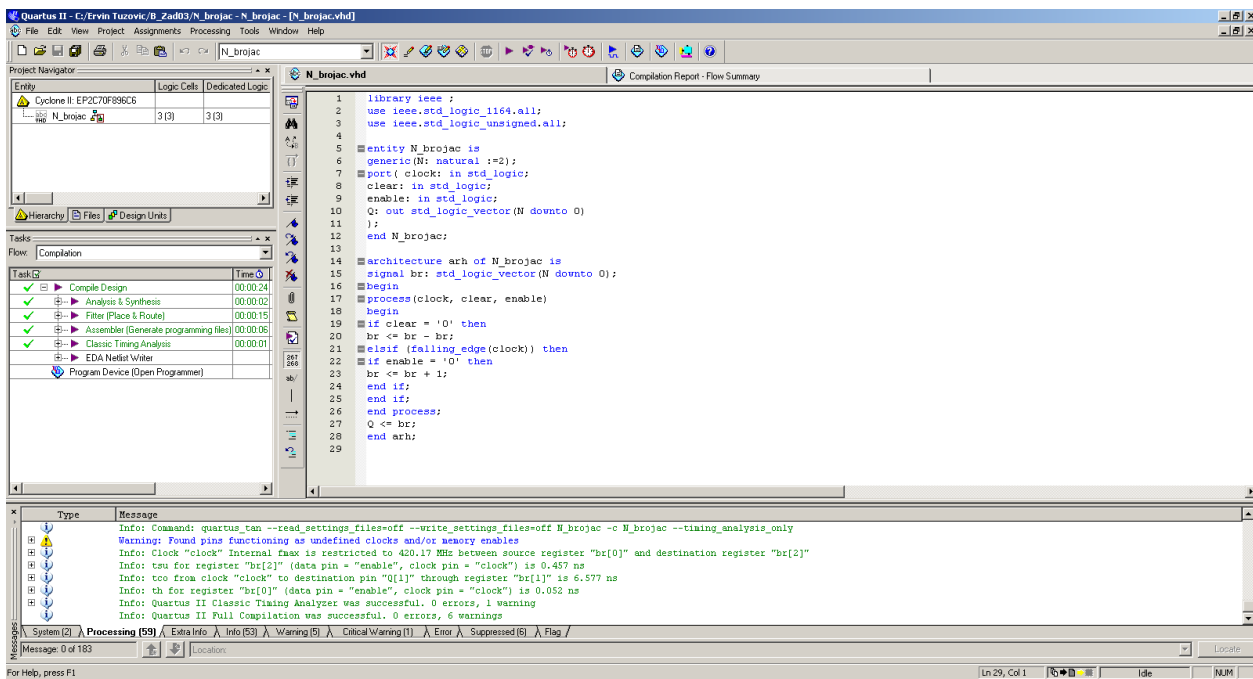 Quartus II - C:/Ervin Tuzovic/B_Zad03/N_brojac - N_brojac - [N_brojac.vhd]
File Edit View Project Assignments Processing Tools Window Help
N_brojac
Project Navigator
Entity Logic Cells Dedicated Logic
Cyclone II: EP2C70F896C6
N_brojac 3 (3) 3 (3)
Hierarchy Files Design Units
Tasks
Flow: Compilation
Task Time
Compile Design 00:00:24
Analysis & Synthesis 00:00:02
Fitter (Place & Route) 00:00:15
Assembler (Generate programming files) 00:00:06
Classic Timing Analysis 00:00:01
EDA Netlist Writer
Program Device (Open Programmer)
N_brojac.vhd Compilation Report - Flow Summary
267
268
ab/
1 library ieee ;
2 use ieee.std_logic_1164.all;
3 use ieee.std_logic_unsigned.all;
4
5 entity N_brojac is
6 generic(N: natural :=2);
7 port( clock: in std_logic;
8 clear: in std_logic;
9 enable: in std_logic;
10 Q: out std_logic_vector(N downto 0)
11 );
12 end N_brojac;
13
14 architecture arh of N_brojac is
15 signal br: std_logic_vector(N downto 0);
16 begin
17 process(clock, clear, enable)
18 begin
19 if clear = '0' then
20 br <= br - br;
21 elsif (falling_edge(clock)) then
22 if enable = '0' then
23 br <= br + 1;
24 end if;
25 end if;
26 end process;
27 Q <= br;
28 end arh;
29
Type Message
Info: Command: quartus_tan --read_settings_files=off --write_settings_files=off N_brojac -c N_brojac --timing_analysis_only
Warning: Found pins functioning as undefined clocks and/or memory enables
Info: Clock "clock" Internal fmax is restricted to 420.17 MHz between source register "br[0]" and destination register "br[2]"
Info: tsu for register "br[2]" (data pin = "enable", clock pin = "clock") is 0.457 ns
Info: tco from clock "clock" to destination pin "Q[1]" through register "br[1]" is 6.577 ns
Info: th for register "br[0]" (data pin = "enable", clock pin = "clock") is 0.052 ns
Info: Quartus II Classic Timing Analyzer was successful. 0 errors, 1 warning
Info: Quartus II Full Compilation was successful. 0 errors, 6 warnings
Messages
System (2) Processing (59) Extra Info Info (53) Warning (5) Critical Warning (1) Error Suppressed (6) Flag
Message: 0 of 183 Location: Locate
For Help, press F1 Ln 29, Col 1 Idle NUM